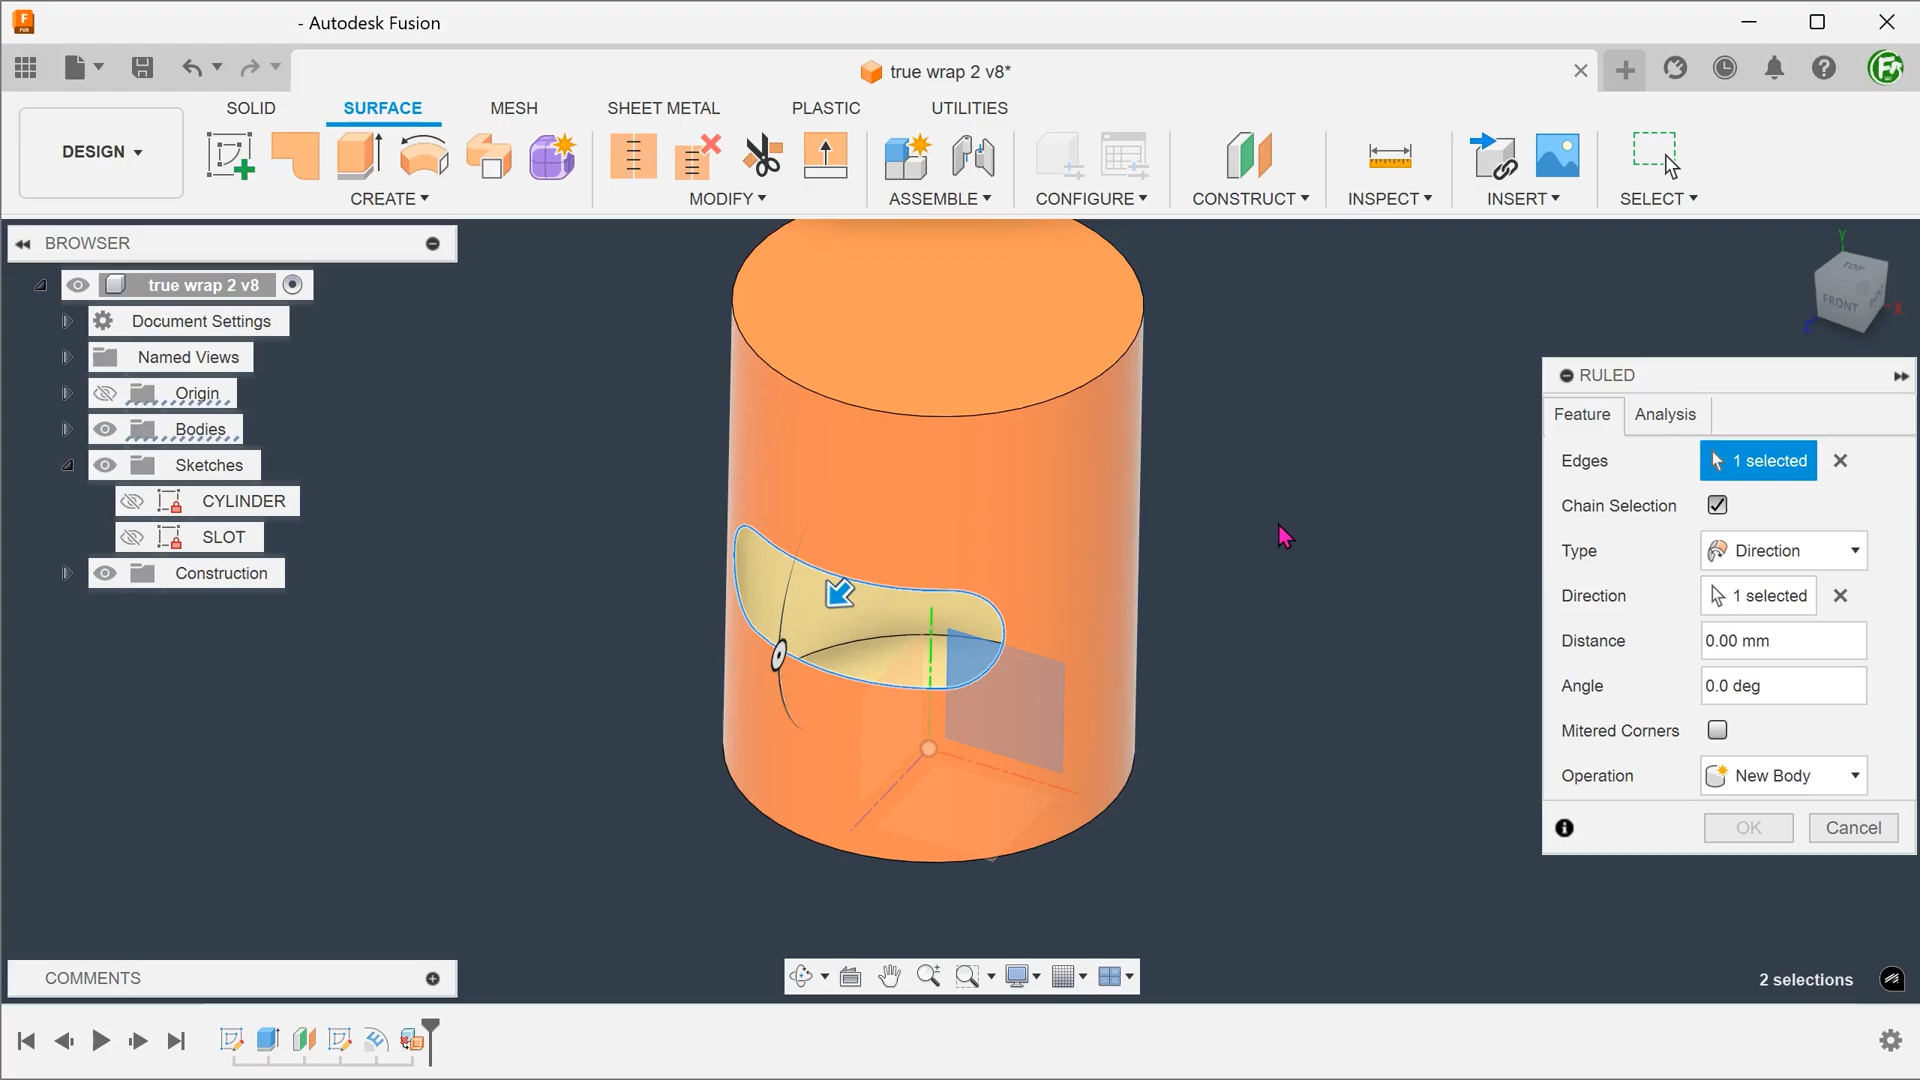 - Autodesk Fusion
true wrap 2 v8*
SOLID SURFACE MESH SHEET METAL PLASTIC UTILITIES
DESIGN
CREATE MODIFY ASSEMBLE CONFIGURE CONSTRUCT INSPECT INSERT SELECT
BROWSER
true wrap 2 v8
Document Settings
Named Views
Origin
Bodies
Sketches
CYLINDER
SLOT
Construction
Y
TOP
FRONT
X
Z
RULED
Feature Analysis
Edges 1 selected
Chain Selection
Type Direction
Direction 1 selected
Distance 0.00 mm
Angle 0.0 deg
Mitered Corners
Operation New Body
OK Cancel
COMMENTS
2 selections